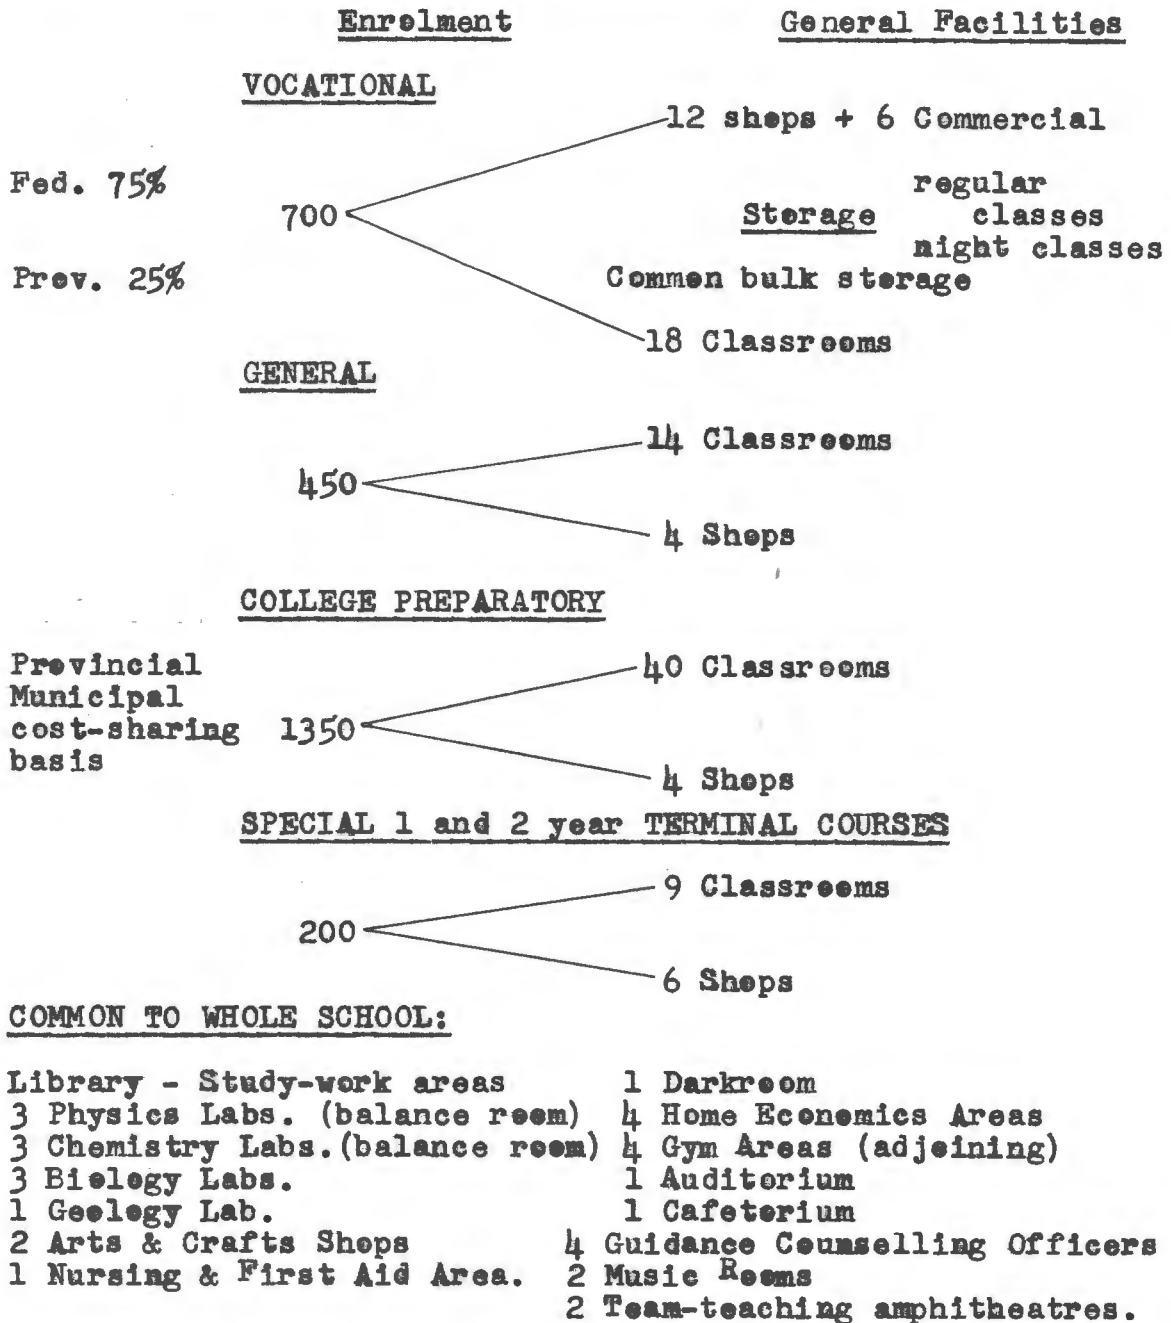 Enrolment General Facilities
VOCATIONAL
12 shops + 6 Commercial
Fed. 75%
700
regular
Storage classes
night classes
Prov. 25%
Common bulk storage
18 Classrooms
GENERAL
14 Classrooms
450
4 Shops
COLLEGE PREPARATORY
Provincial
Municipal
cost-sharing
basis
40 Classrooms
1350
4 Shops
SPECIAL 1 and 2 year TERMINAL COURSES
9 Classrooms
200
6 Shops
COMMON TO WHOLE SCHOOL:
Library - Study-work areas
3 Physics Labs. (balance room)
3 Chemistry Labs.(balance room)
3 Biology Labs.
1 Geology Lab.
2 Arts & Crafts Shops
1 Nursing & First Aid Area.
1 Darkroom
4 Home Economics Areas
4 Gym Areas (adjoining)
1 Auditorium
1 Cafetorium
4 Guidance Counselling Officers
2 Music Rooms
2 Team-teaching amphitheatres.